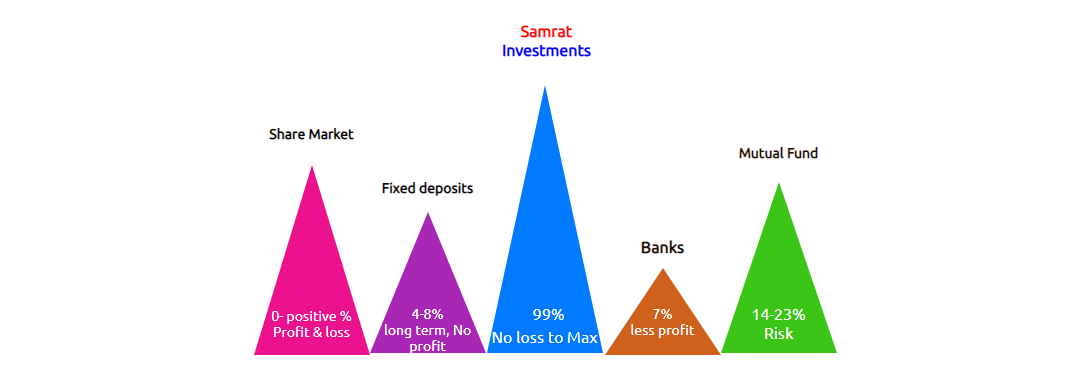 Samrat
Investments
Share Market
0- positive %
Profit & loss
Fixed deposits
4-8%
long term, No
profit
99%
No loss to Max
Banks
7%
less profit
Mutual Fund
14-23%
Risk